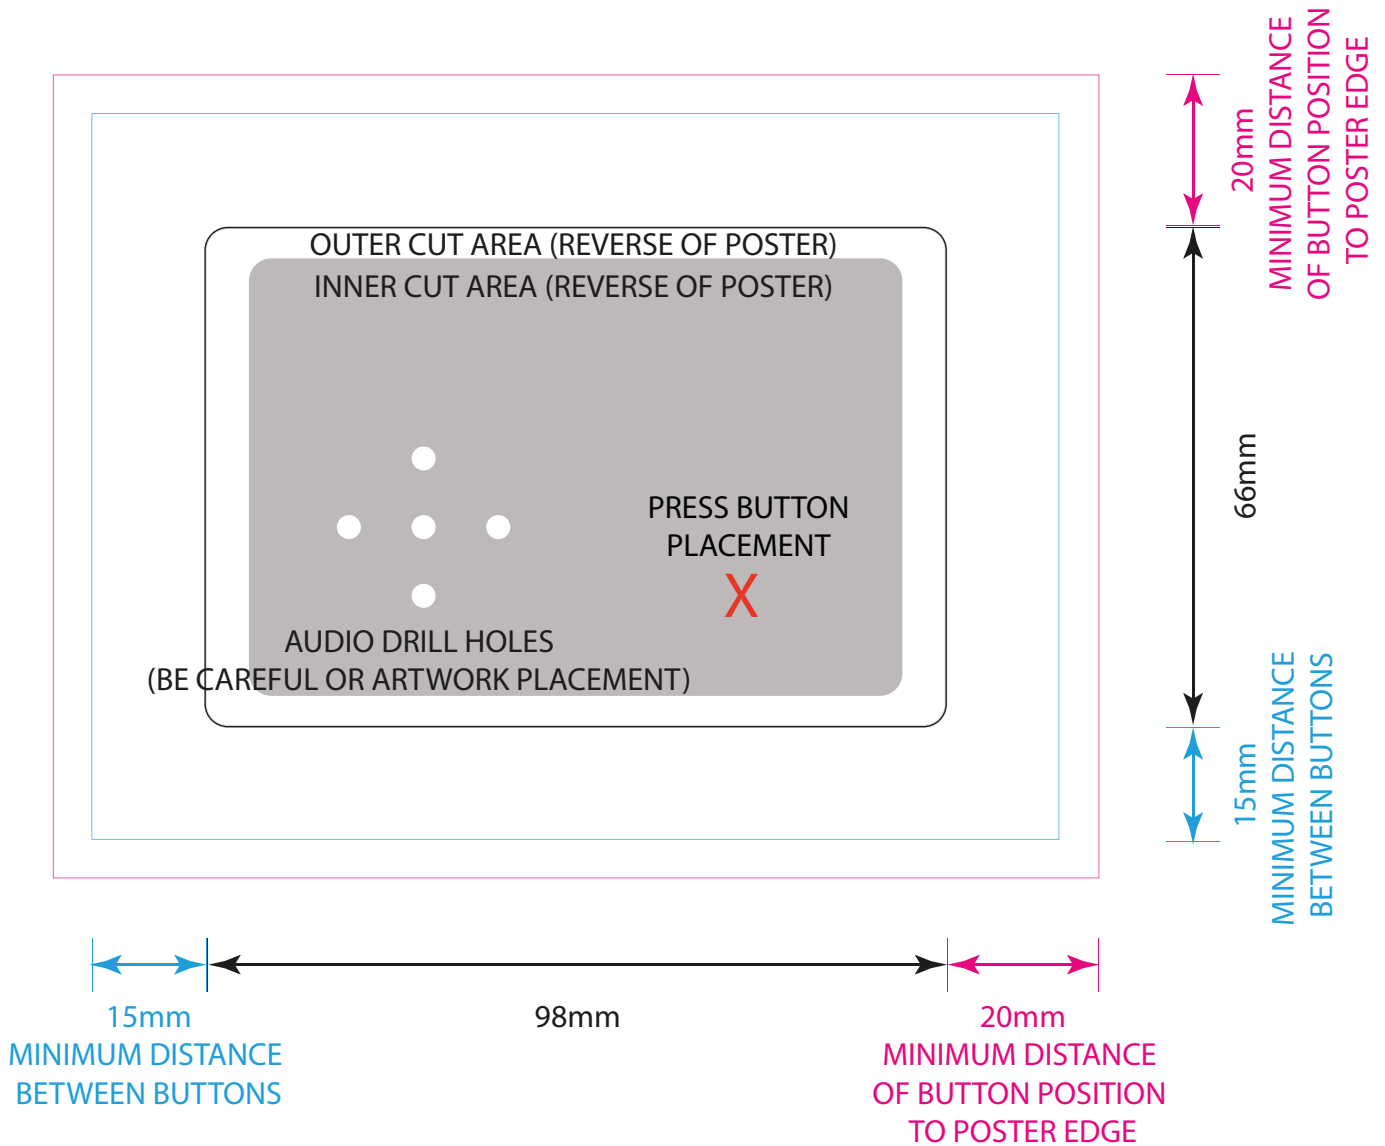 OUTER CUT AREA (REVERSE OF POSTER)
INNER CUT AREA (REVERSE OF POSTER)
PRESS BUTTON
PLACEMENT
X
AUDIO DRILL HOLES
(BE CAREFUL OR ARTWORK PLACEMENT)
20mm
MINIMUM DISTANCE
OF BUTTON POSITION
TO POSTER EDGE
66mm
15mm
MINIMUM DISTANCE
BETWEEN BUTTONS
15mm
MINIMUM DISTANCE
BETWEEN BUTTONS
98mm
20mm
MINIMUM DISTANCE
OF BUTTON POSITION
TO POSTER EDGE